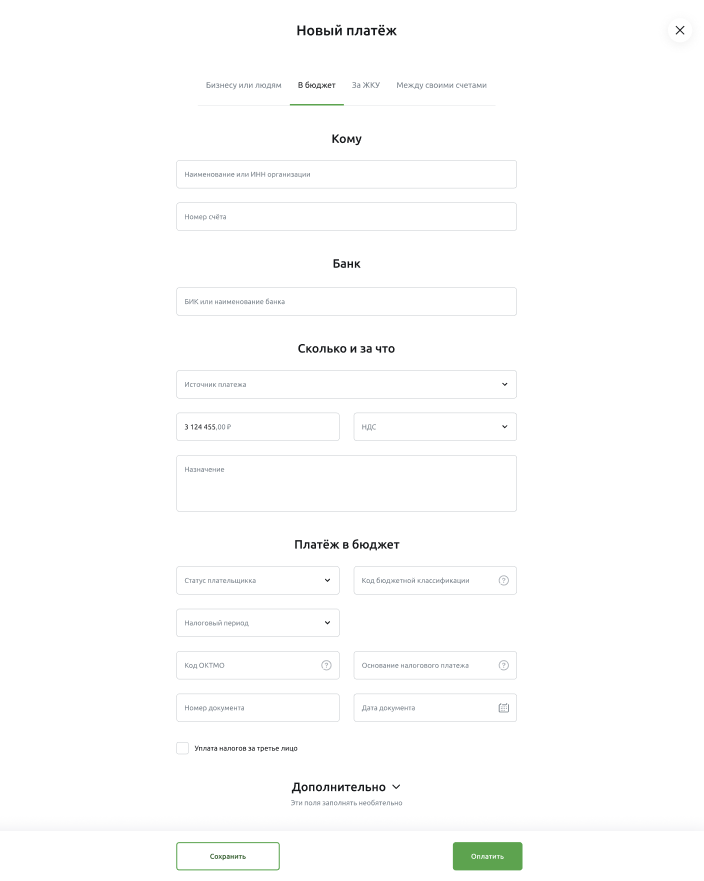 Новый платёж
Бизнесу или людям В бюджет За ЖКУ Между своими счетами
Кому
Наименование или ИНН организации
Номер счёта
Банк
БИК или наименование банка
Сколько и за что
Источник платежа
3 124 455,00 ₽ НДС
Назначение
Платёж в бюджет
Статус плательщикка Код бюджетной классификации ?
Налоговый период
Код ОКТМО ? Основание налогового платежа ?
Номер документа Дата документа
Уплата налогов за третье лицо
Дополнительно
Эти поля заполнять необятельно
Сохранить Оплатить